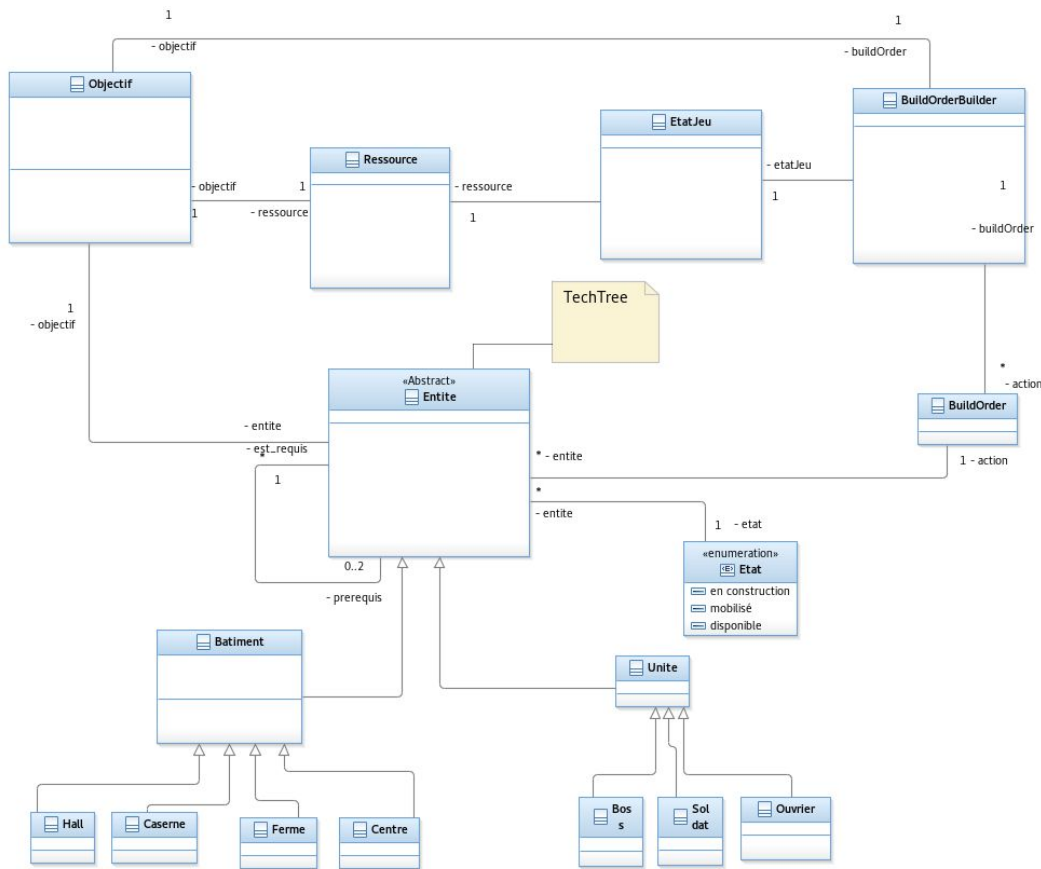 1
1
- objectif
- buildOrder
Objectif
BuildOrderBuilder
EtatJeu
Ressource
- etatJeu
1
- objectif
1
- ressource
1
1
- ressource
1
- buildOrder
TechTree
1
- objectif
*
- action
«Abstract»
Entite
BuildOrder
- entite
- est_requis
*
1
* - entite
1 - action
*
- entite
1 - etat
0..2
- prerequis
«enumeration»
Etat
en construction
mobilisé
disponible
Batiment
Unite
Hall
Caserne
Ferme
Centre
Bos
s
Sol
dat
Ouvrier